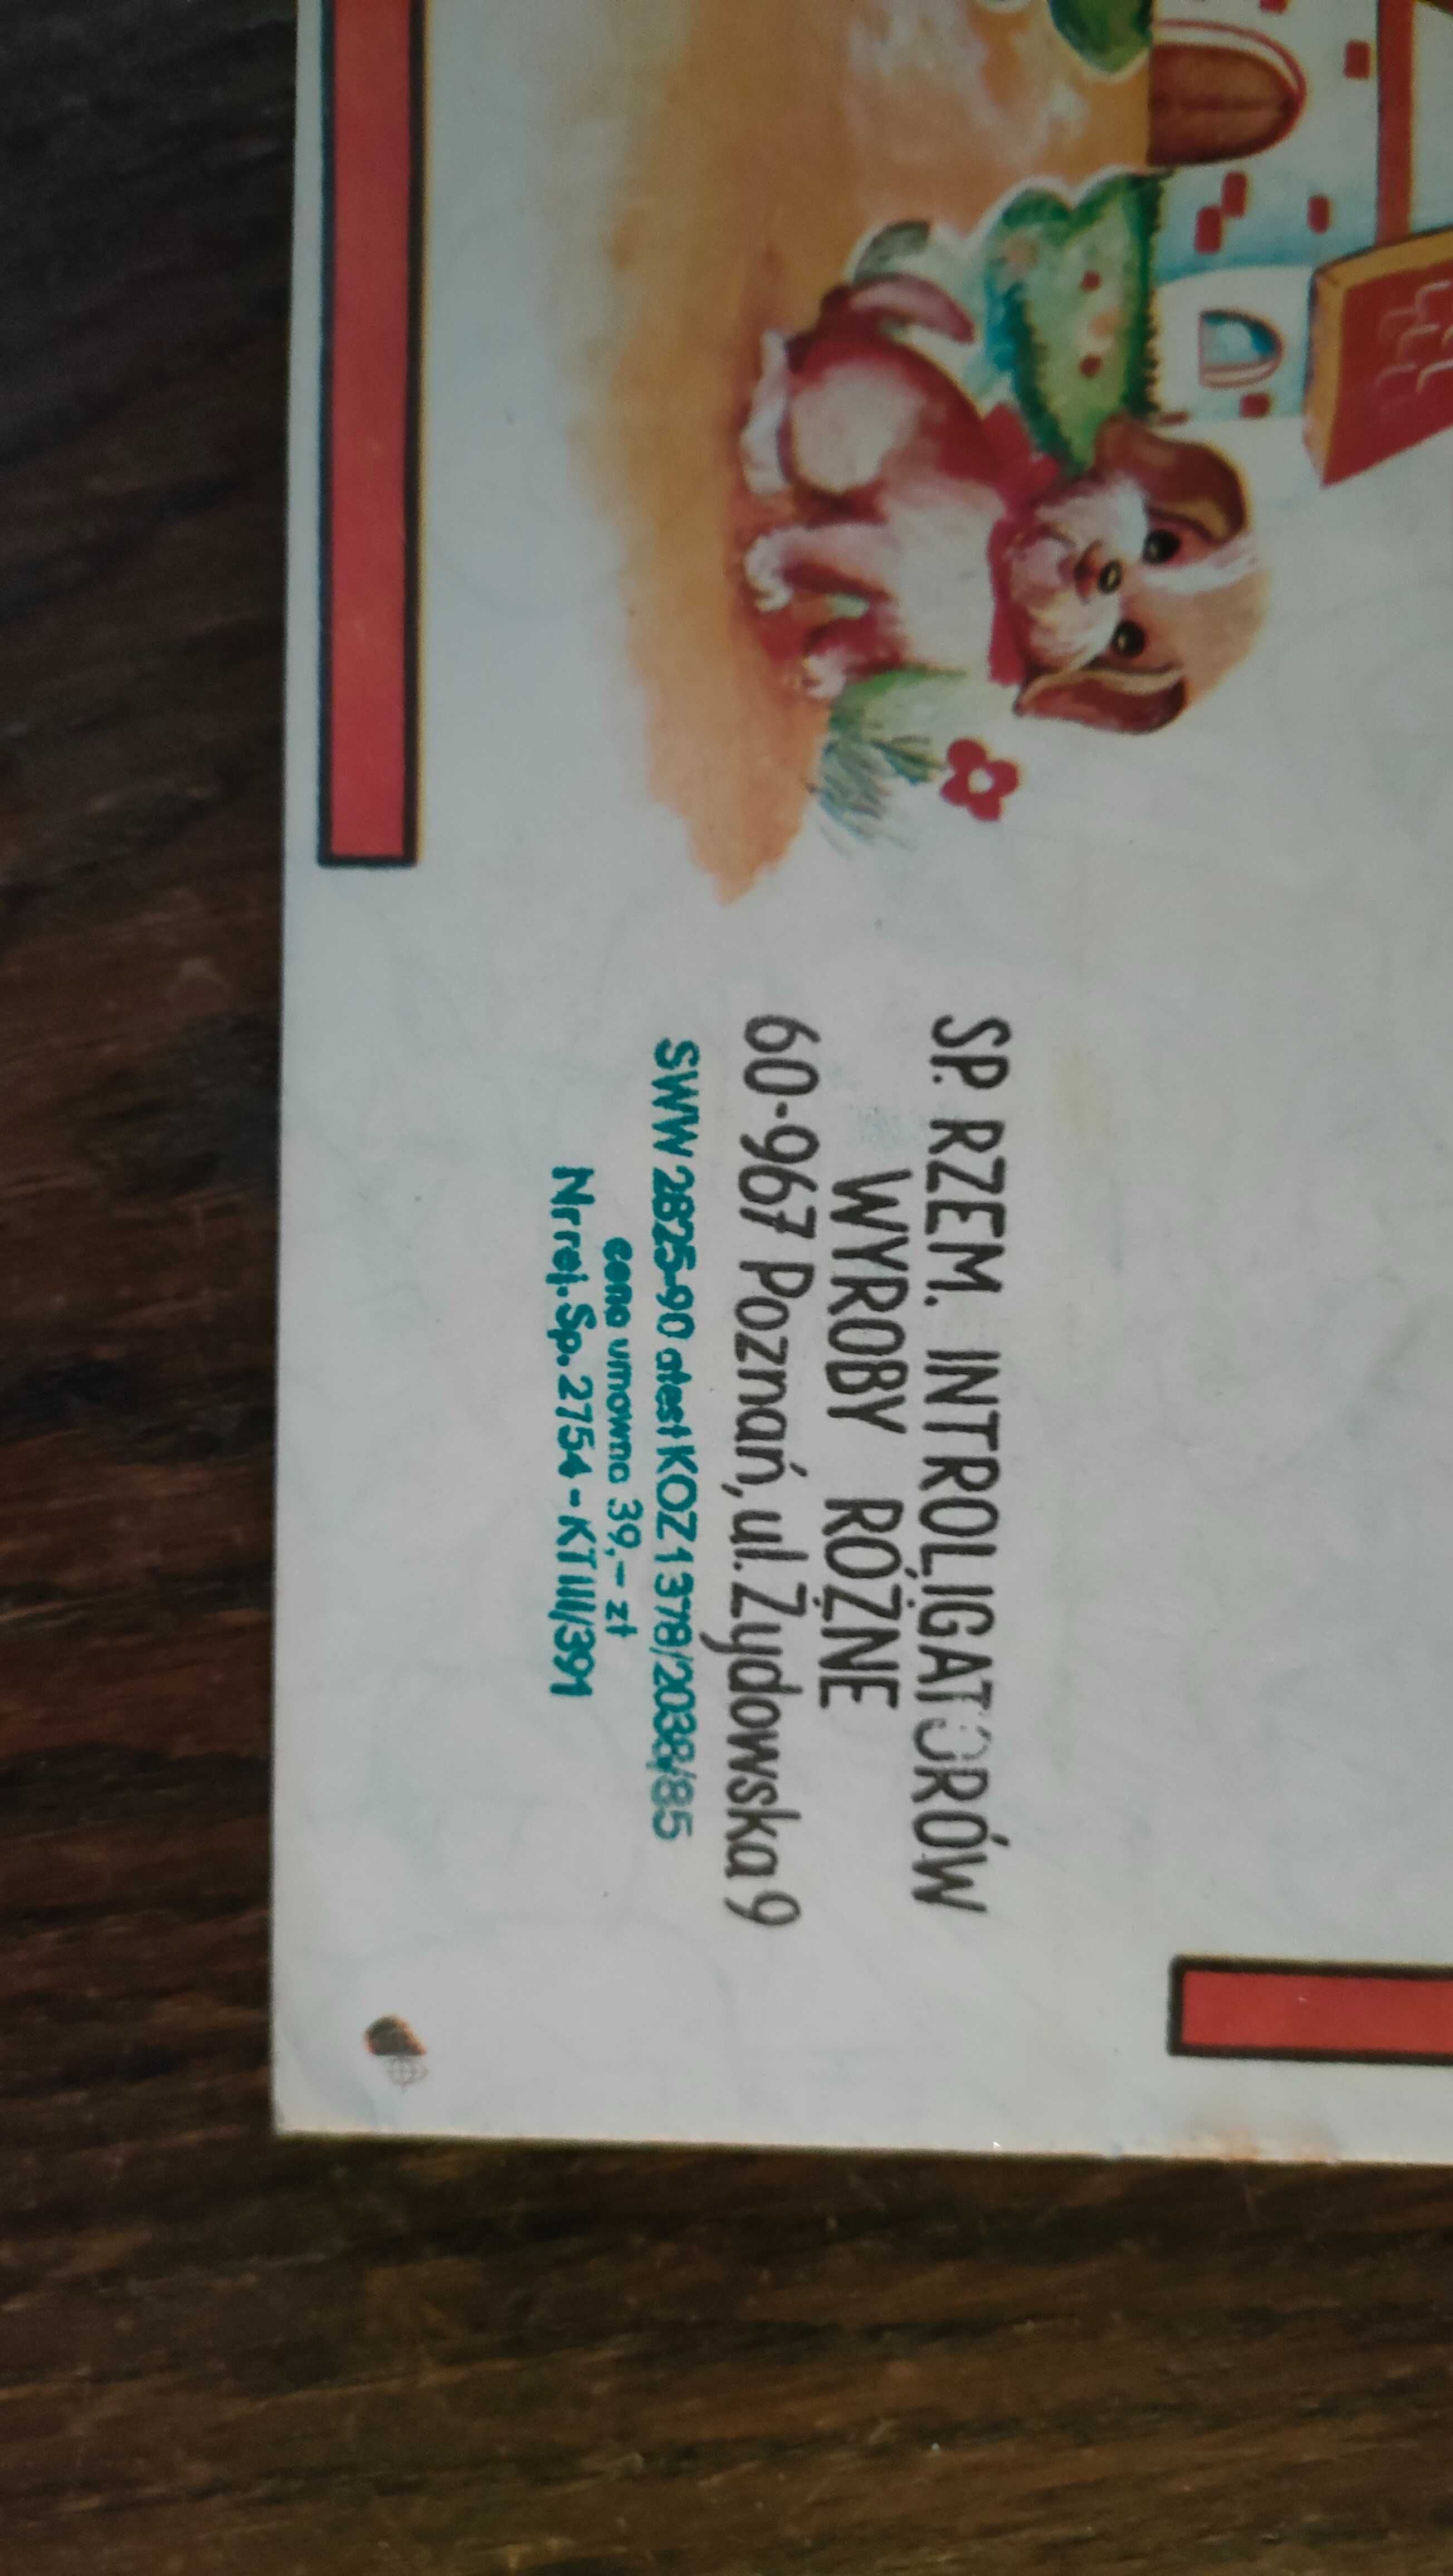 SP. RZEM. INTROLIGATORÓW
WYROBY RÓŻNE
60-967 Poznań, ul. Żydowska 9
SWW 2825-90 atest KOZ 1378/2038/85
cena umowna 39,- zł
Nr rej. Sp. 2754 - KT III/391